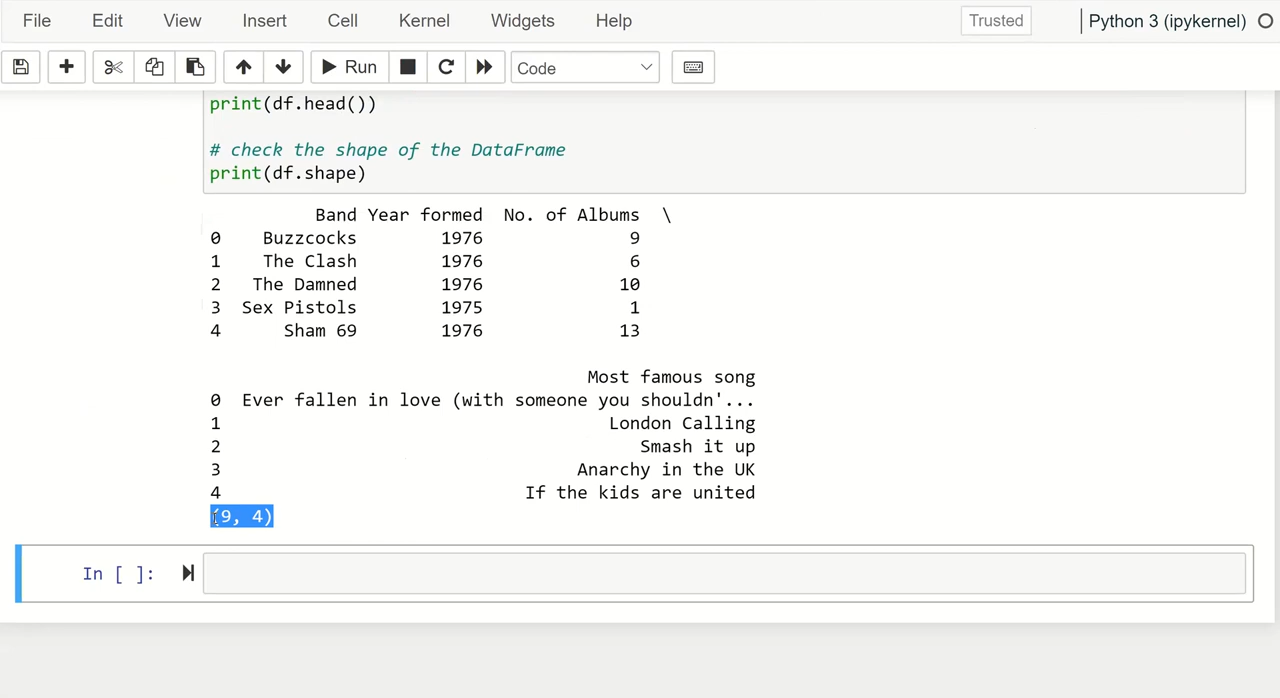 File Edit View Insert Cell Kernel Widgets Help Trusted Python 3 (ipykernel)
Run Code
print(df.head())
# check the shape of the DataFrame
print(df.shape)
Band Year formed No. of Albums \
0 Buzzcocks 1976 9
1 The Clash 1976 6
2 The Damned 1976 10
3 Sex Pistols 1975 1
4 Sham 69 1976 13
Most famous song
0 Ever fallen in love (with someone you shouldn'...
1 London Calling
2 Smash it up
3 Anarchy in the UK
4 If the kids are united
(9, 4)
In [ ]: